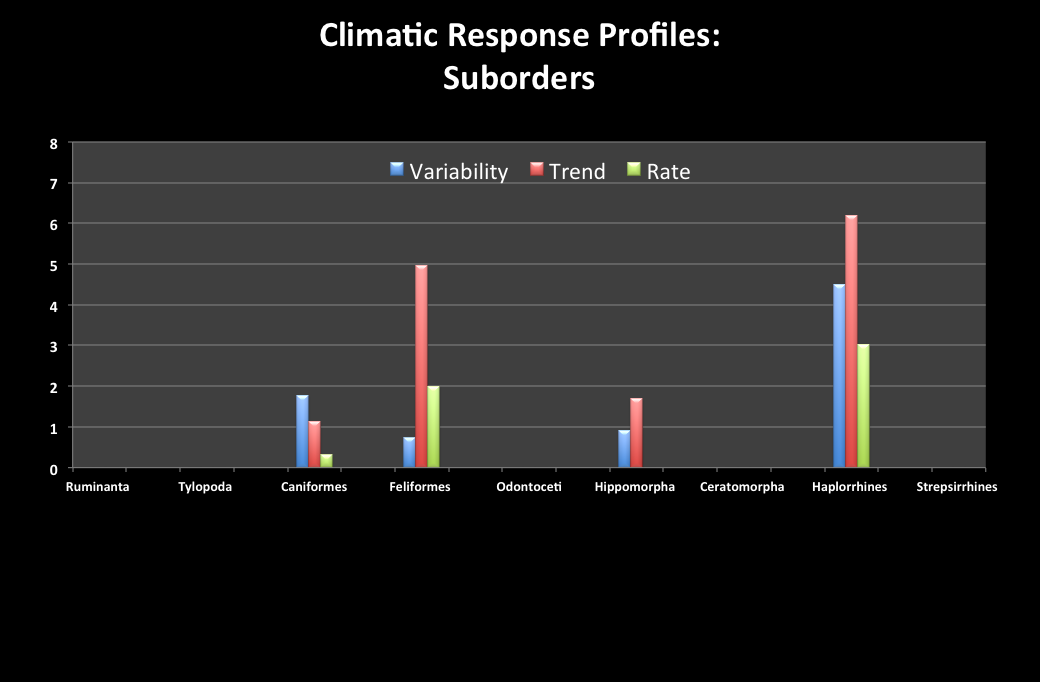 Climatic Response Profiles:
Suborders
Variability Trend Rate
8
7
6
5
4
3
2
1
0
Ruminanta Tylopoda Caniformes Feliformes Odontoceti Hippomorpha Ceratomorpha Haplorrhines Strepsirrhines